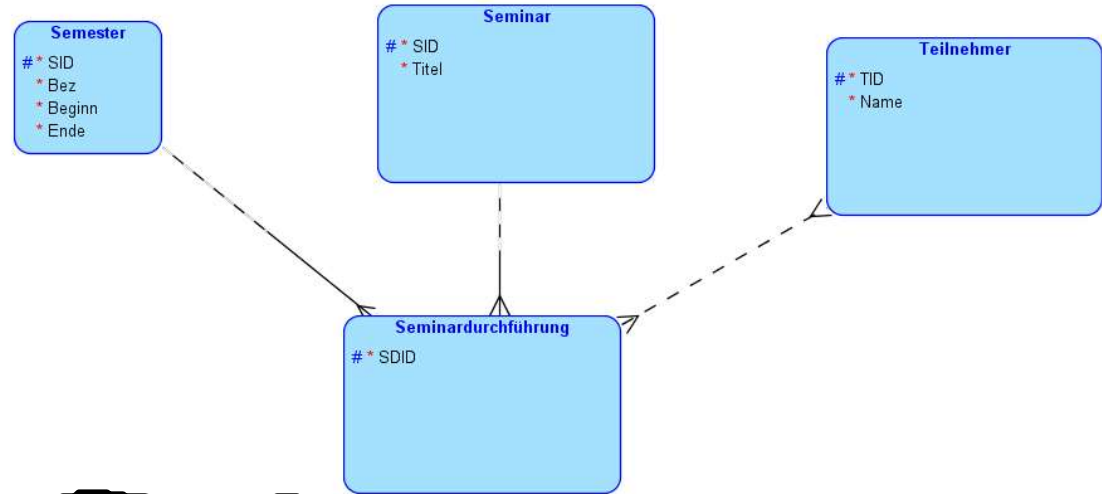 Semester
# * SID
* Bez
* Beginn
* Ende
Seminar
# * SID
* Titel
Teilnehmer
# * TID
* Name
Seminardurchführung
# * SDID